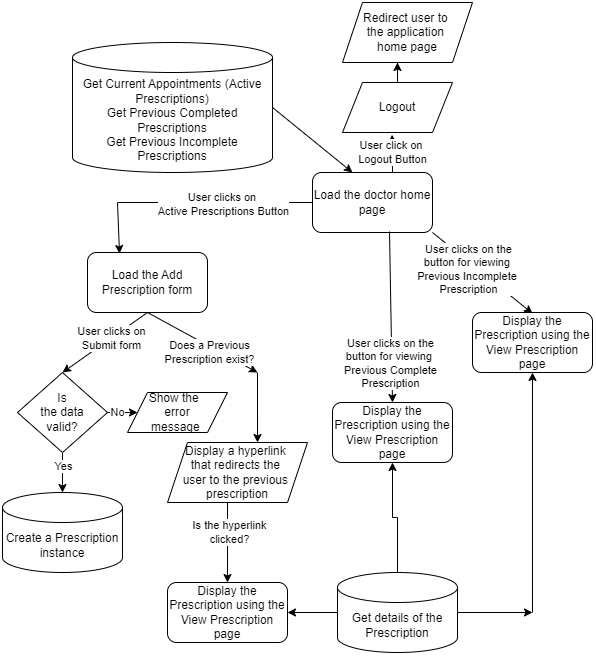 Redirect user to
the application
home page
Get Current Appointments (Active
Prescriptions)
Get Previous Completed
Prescriptions
Get Previous Incomplete
Prescriptions
Logout
User click on
Logout Button
Load the doctor home
page
User clicks on
Active Prescriptions Button
User clicks on the
button for viewing
Previous Incomplete
Prescription
Load the Add
Prescription form
Display the
Prescription using the
View Prescription
page
User clicks on
Submit form
Does a Previous
Prescription exist?
User clicks on the
button for viewing
Previous Complete
Prescription
Is
the data
valid?
No
Show the
error
message
Display the
Prescription using the
View Prescription
page
Display a hyperlink
that redirects the
user to the previous
prescription
Yes
Create a Prescription
instance
Is the hyperlink
clicked?
Display the
Prescription using the
View Prescription
page
Get details of the
Prescription